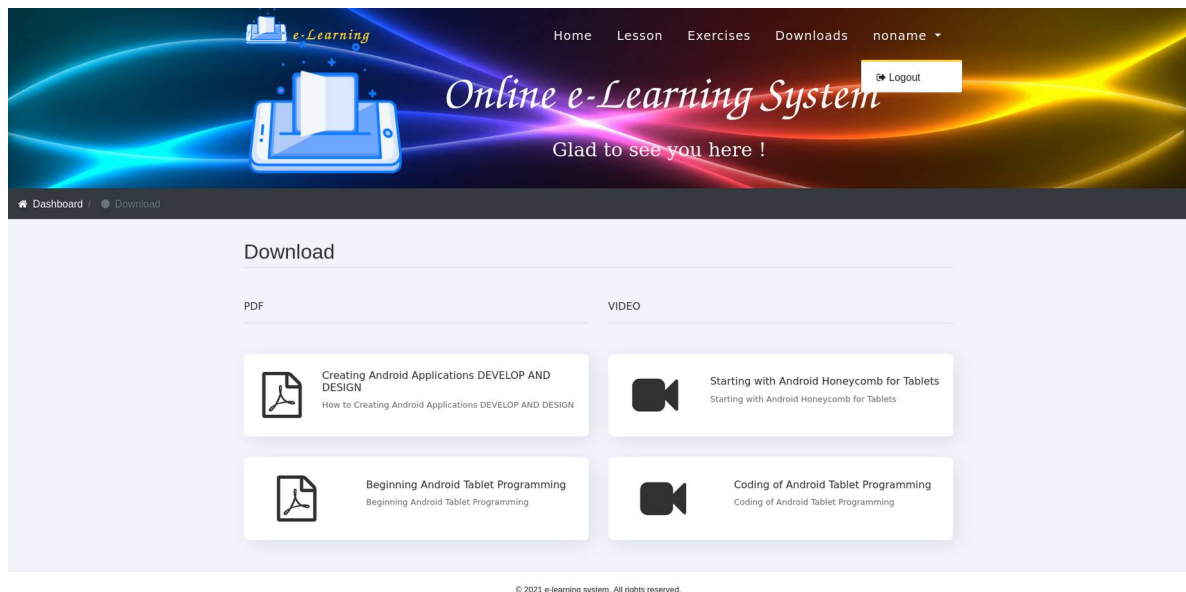 e-Learning
Home Lesson Exercises Downloads noname
Logout
Online e-Learning System
Glad to see you here !
Dashboard / Download
Download
PDF
Creating Android Applications DEVELOP AND
DESIGN
How to Creating Android Applications DEVELOP AND DESIGN
Beginning Android Tablet Programming
Beginning Android Tablet Programming
VIDEO
Starting with Android Honeycomb for Tablets
Starting with Android Honeycomb for Tablets
Coding of Android Tablet Programming
Coding of Android Tablet Programming
© 2021 e-learning system. All rights reserved.